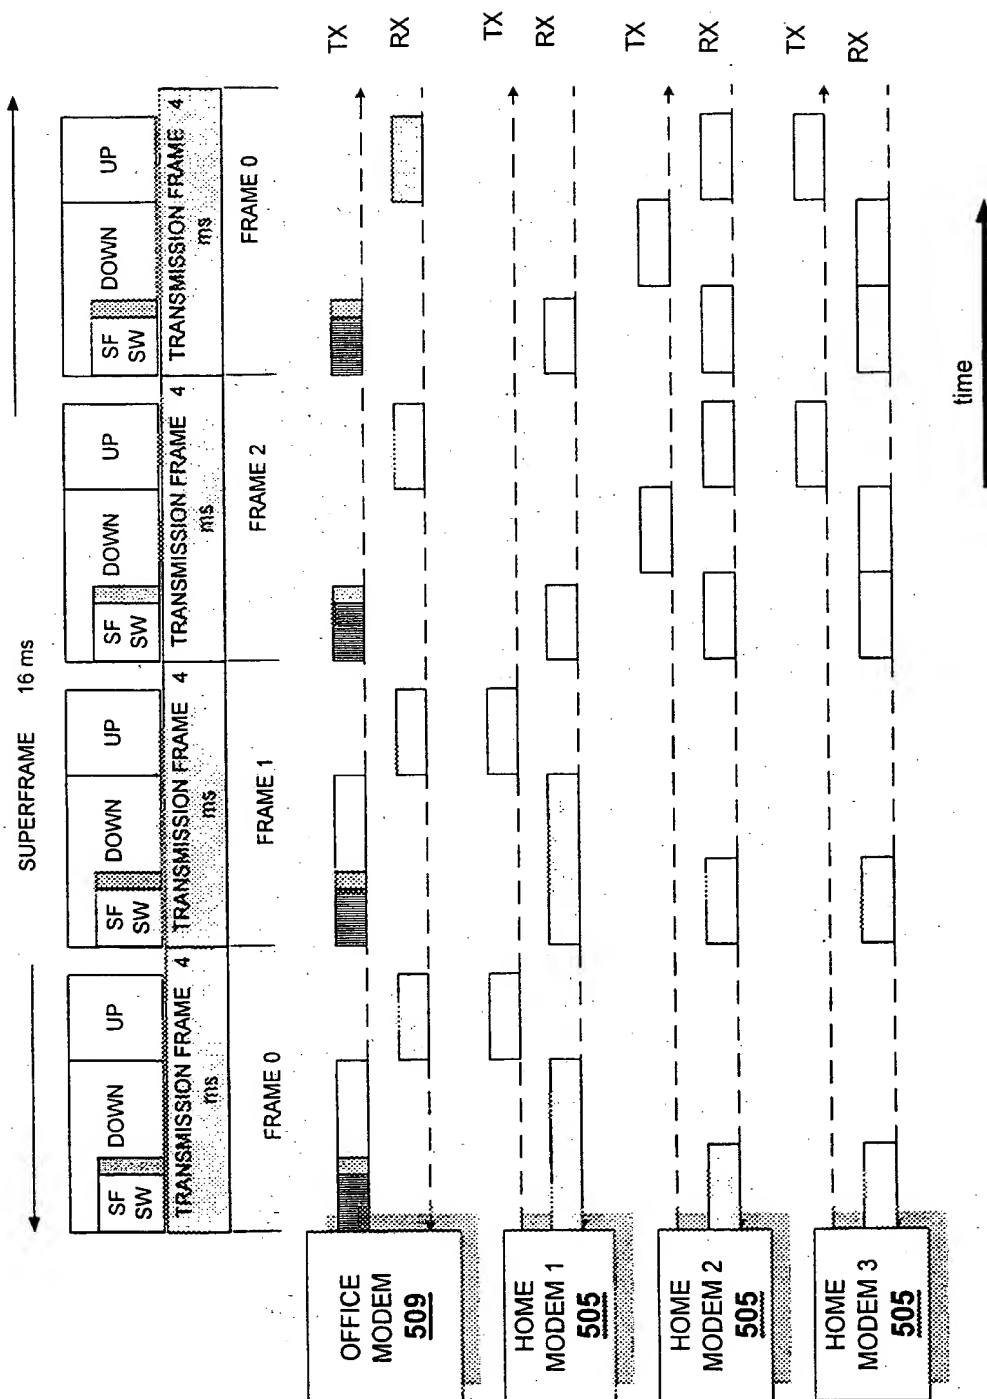 SUPERFRAME 16 ms
SF
SW
DOWN
UP
SF
SW
DOWN
UP
SF
SW
DOWN
UP
SF
SW
DOWN
UP
TRANSMISSION FRAME 4
ms
TRANSMISSION FRAME 4
ms
TRANSMISSION FRAME 4
ms
TRANSMISSION FRAME 4
ms
FRAME 0
FRAME 1
FRAME 2
FRAME 0
OFFICE
MODEM
509
TX
RX
HOME
MODEM 1
505
TX
RX
HOME
MODEM 2
505
TX
RX
HOME
MODEM 3
505
TX
RX
time